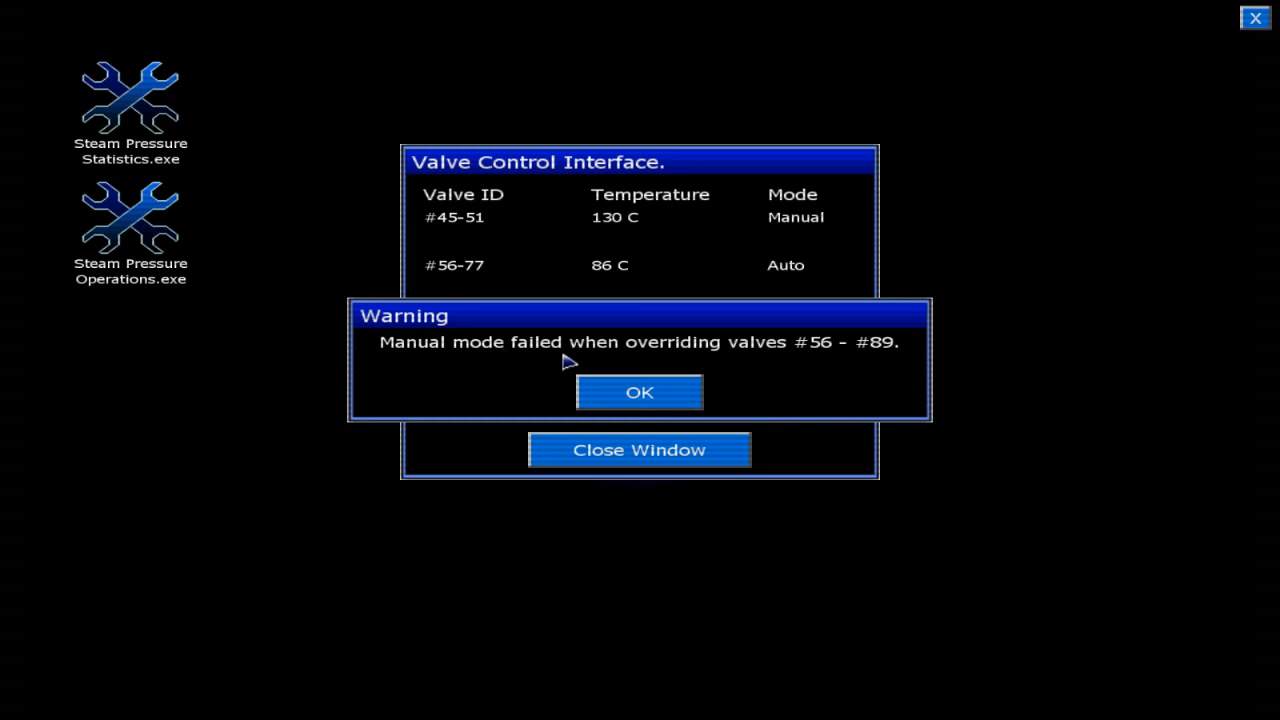 X
Steam Pressure
Statistics.exe
Steam Pressure
Operations.exe
Valve Control Interface.
Valve ID Temperature Mode
#45-51 130 C Manual
#56-77 86 C Auto
Warning
Manual mode failed when overriding valves #56 - #89.
OK
Close Window